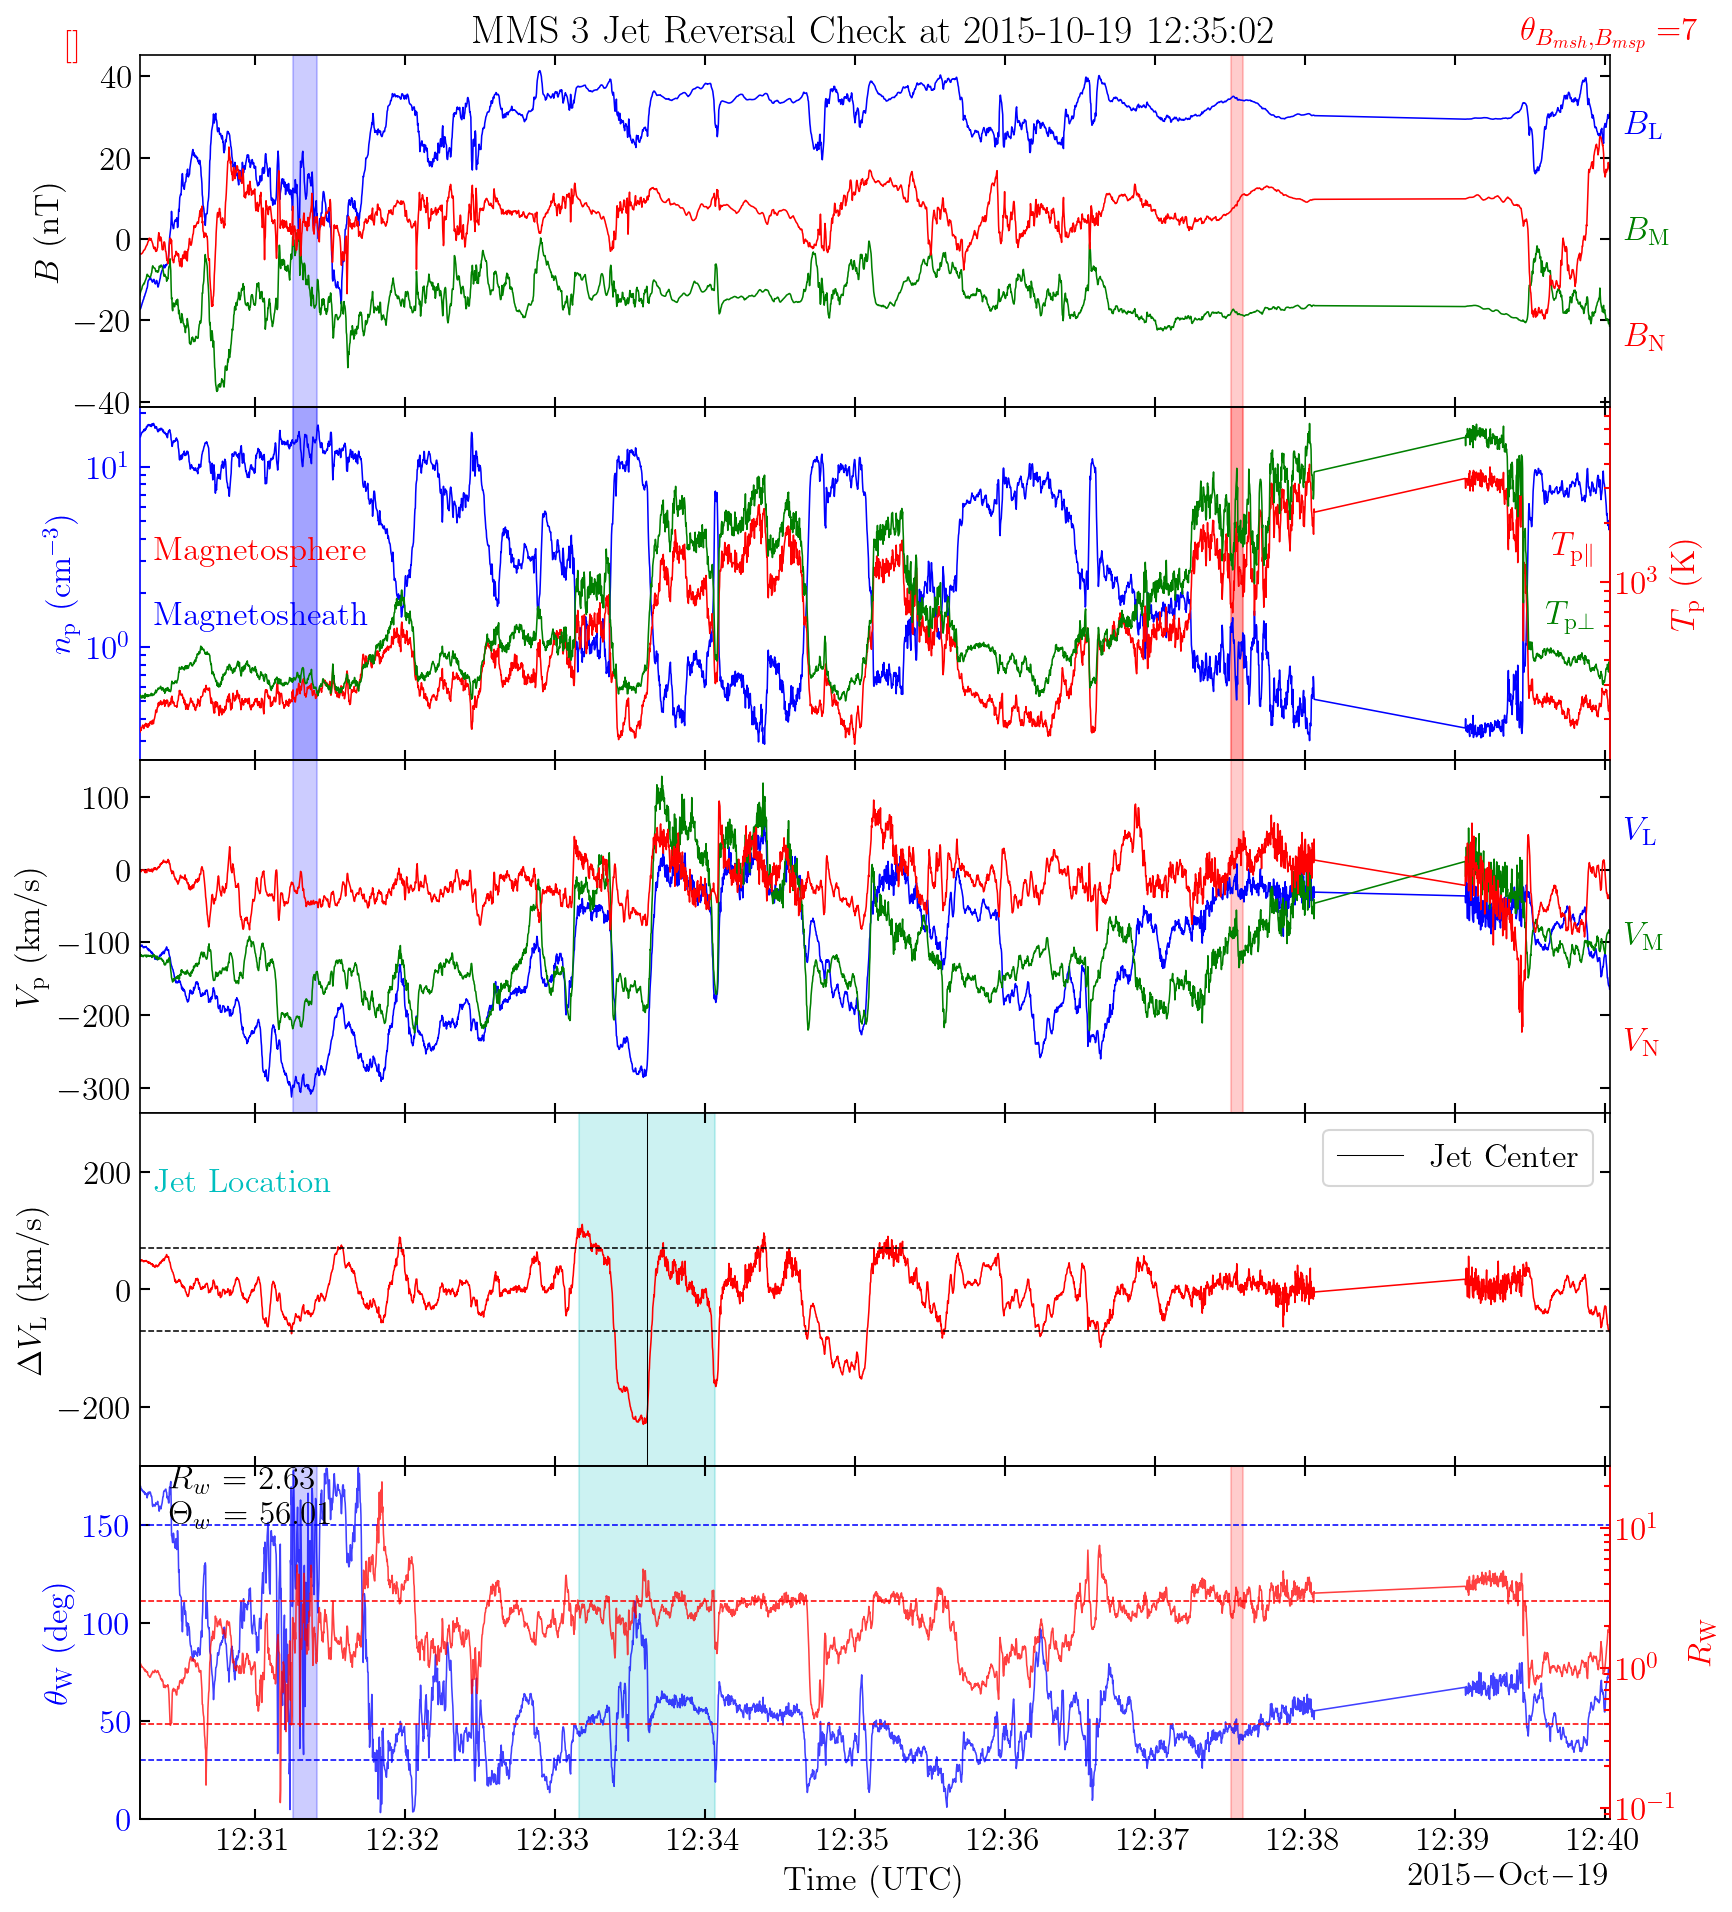 MMS 3 Jet Reversal Check at 2015-10-19 12:35:02
θ_{B_{msh},B_{msp}} =7
[]
40
20
0
−20
−40
B (nT)
B_L
B_M
B_N
10^1
10^0
n_p (cm^{−3})
Magnetosphere
Magnetosheath
T_{p∥}
T_{p⊥}
10^3
T_p (K)
100
0
−100
−200
−300
V_p (km/s)
V_L
V_M
V_N
200
0
−200
ΔV_L (km/s)
Jet Location
Jet Center
R_w = 2.63
Θ_w = 56.01
150
100
50
0
θ_W (deg)
10^1
10^0
10^{−1}
R_W
12:31 12:32 12:33 12:34 12:35 12:36 12:37 12:38 12:39 12:40
2015−Oct−19
Time (UTC)